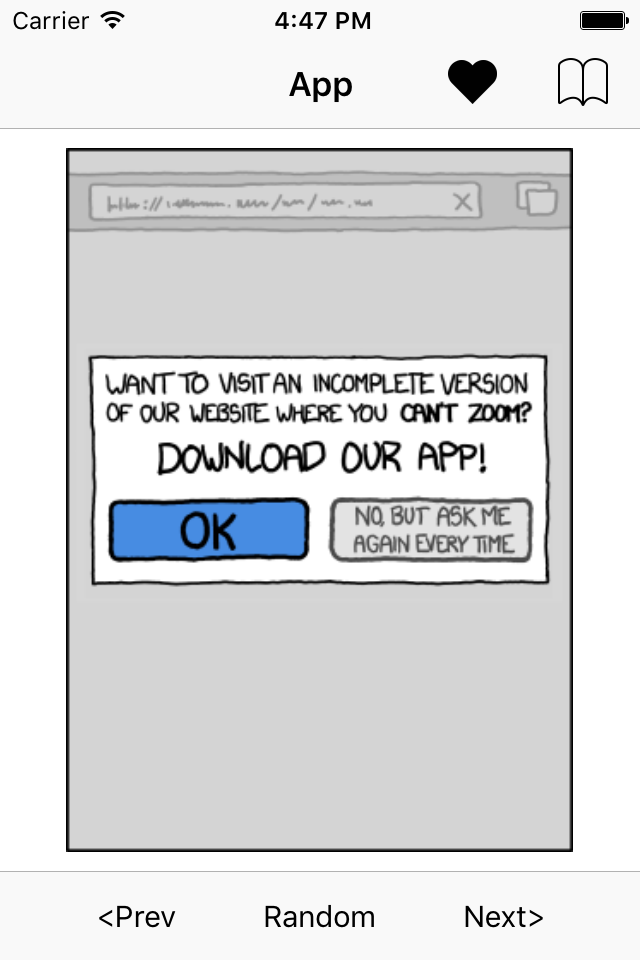 Carrier 4:47 PM
App
WANT TO VISIT AN INCOMPLETE VERSION
OF OUR WEBSITE WHERE YOU CAN'T ZOOM?
DOWNLOAD OUR APP!
OK
NO, BUT ASK ME
AGAIN EVERY TIME
<Prev Random Next>